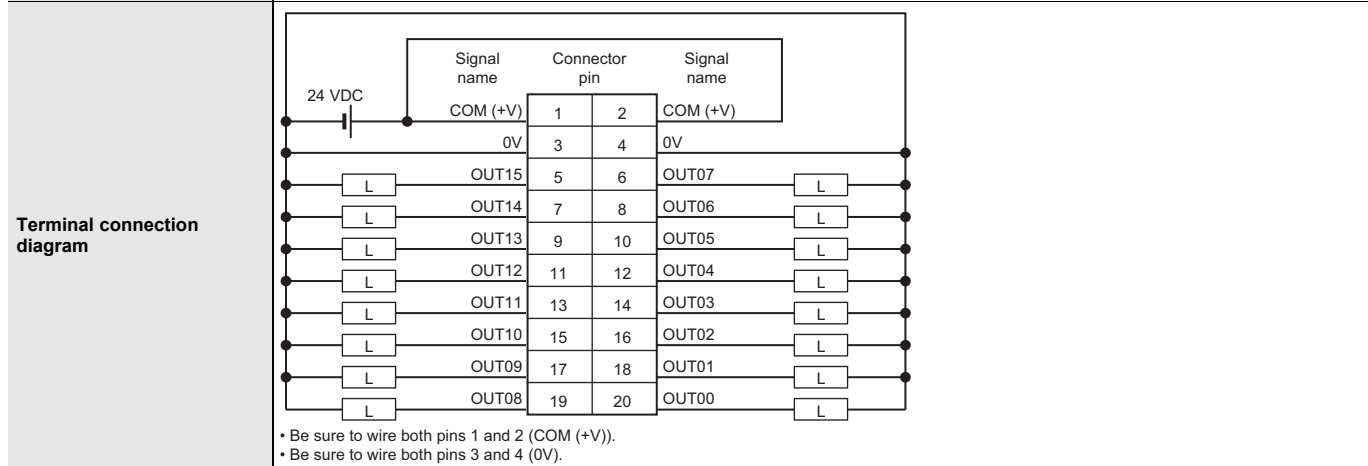 Terminal connection
diagram
Signal
name
Connector
pin
Signal
name
24 VDC
COM (+V) 1 2 COM (+V)
0V 3 4 0V
L OUT15 5 6 OUT07 L
L OUT14 7 8 OUT06 L
L OUT13 9 10 OUT05 L
L OUT12 11 12 OUT04 L
L OUT11 13 14 OUT03 L
L OUT10 15 16 OUT02 L
L OUT09 17 18 OUT01 L
L OUT08 19 20 OUT00 L
• Be sure to wire both pins 1 and 2 (COM (+V)).
• Be sure to wire both pins 3 and 4 (0V).